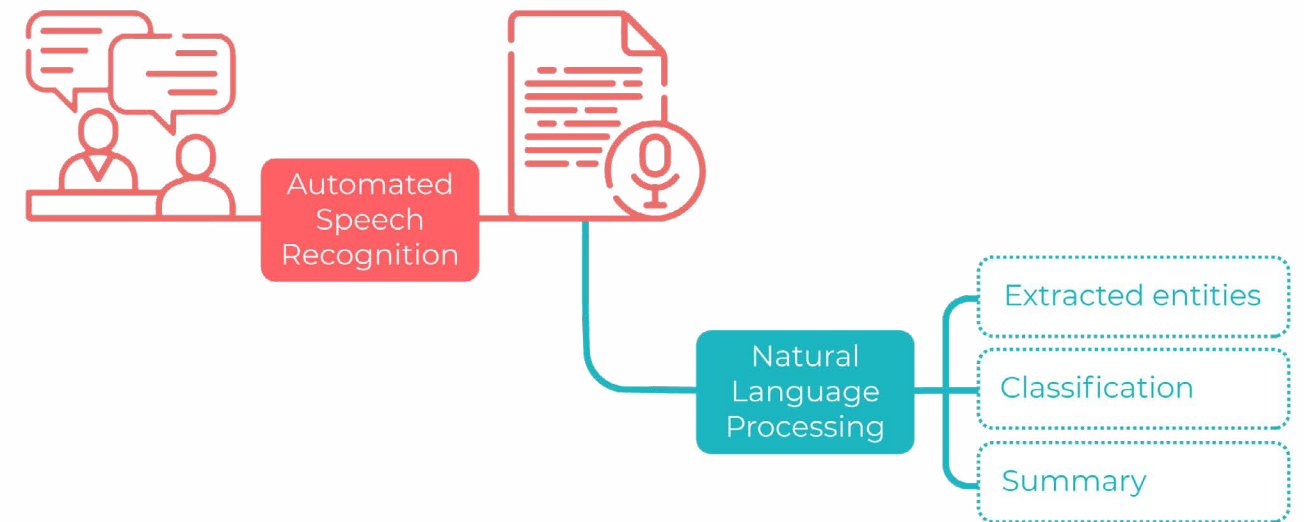 Automated
Speech
Recognition
Natural
Language
Processing
Extracted entities
Classification
Summary